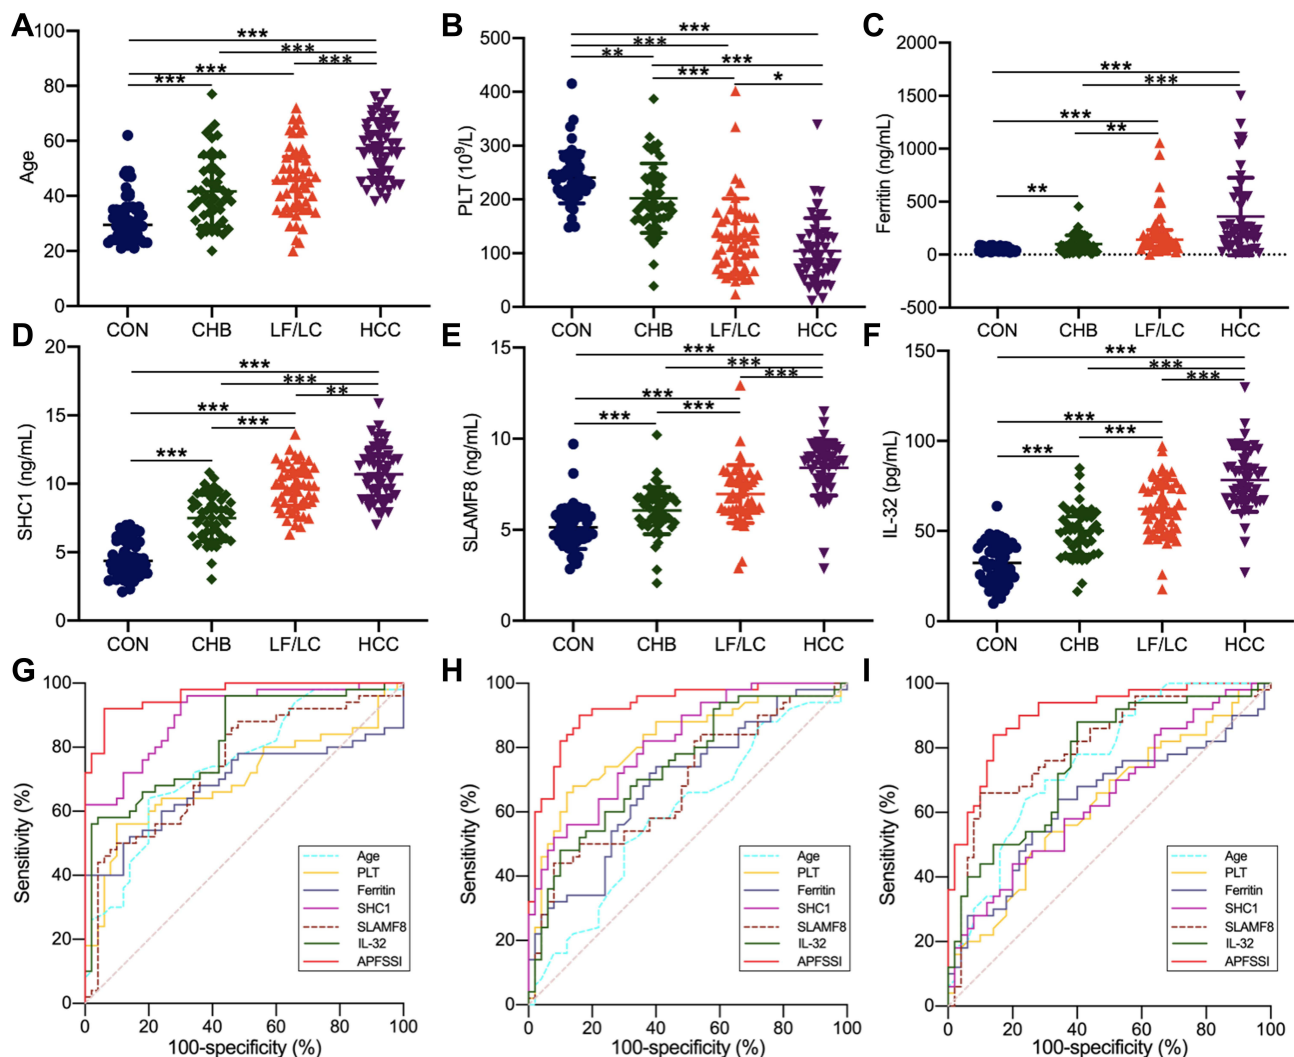 A
Age
100
80
60
40
20
0
***
***
***
***
***
CON CHB LF/LC HCC
B
PLT (10⁹/L)
500
400
300
200
100
0
***
***
**
***
***
*
CON CHB LF/LC HCC
C
Ferritin (ng/mL)
2000
1500
1000
500
0
-500
***
***
***
**
**
CON CHB LF/LC HCC
D
SHC1 (ng/mL)
20
15
10
5
0
***
***
**
***
***
***
CON CHB LF/LC HCC
E
SLAMF8 (ng/mL)
15
10
5
0
***
***
***
***
***
***
CON CHB LF/LC HCC
F
IL-32 (pg/mL)
150
100
50
0
***
***
***
***
***
***
CON CHB LF/LC HCC
G
Sensitivity (%)
100
80
60
40
20
0
Age
PLT
Ferritin
SHC1
SLAMF8
IL-32
APFSSI
0 20 40 60 80 100
100-specificity (%)
H
Sensitivity (%)
100
80
60
40
20
0
Age
PLT
Ferritin
SHC1
SLAMF8
IL-32
APFSSI
0 20 40 60 80 100
100-specificity (%)
I
Sensitivity (%)
100
80
60
40
20
0
Age
PLT
Ferritin
SHC1
SLAMF8
IL-32
APFSSI
0 20 40 60 80 100
100-specificity (%)